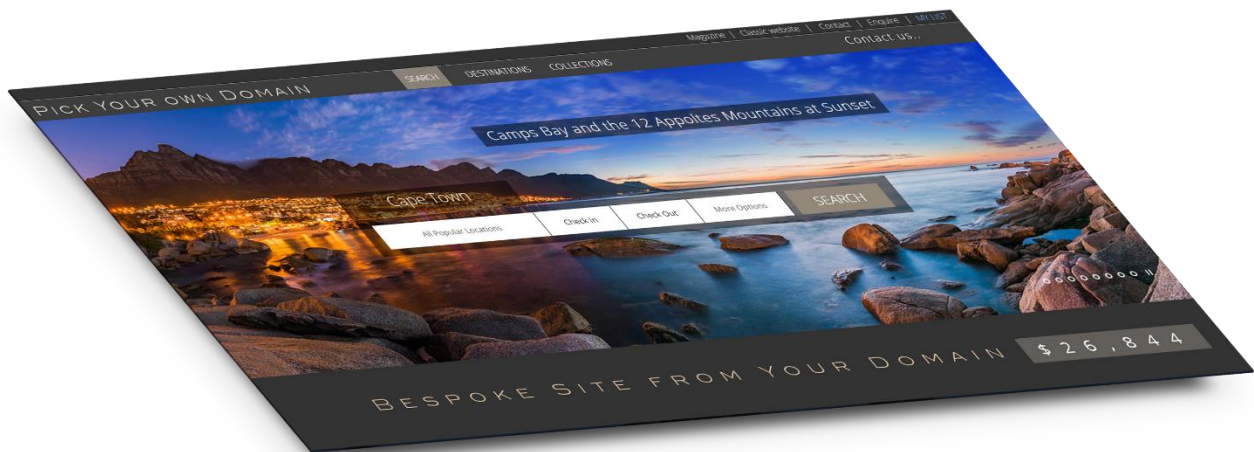 Magazine | Classic website | Contact | Enquire | MY LIST
PICK YOUR OWN DOMAIN
SEARCH DESTINATIONS COLLECTIONS
Contact us..
Camps Bay and the 12 Appoltes Mountains at Sunset
Cape Town
All Popular Locations
Check In
Check Out
More Options
SEARCH
BESPOKE SITE FROM YOUR DOMAIN
$26,844